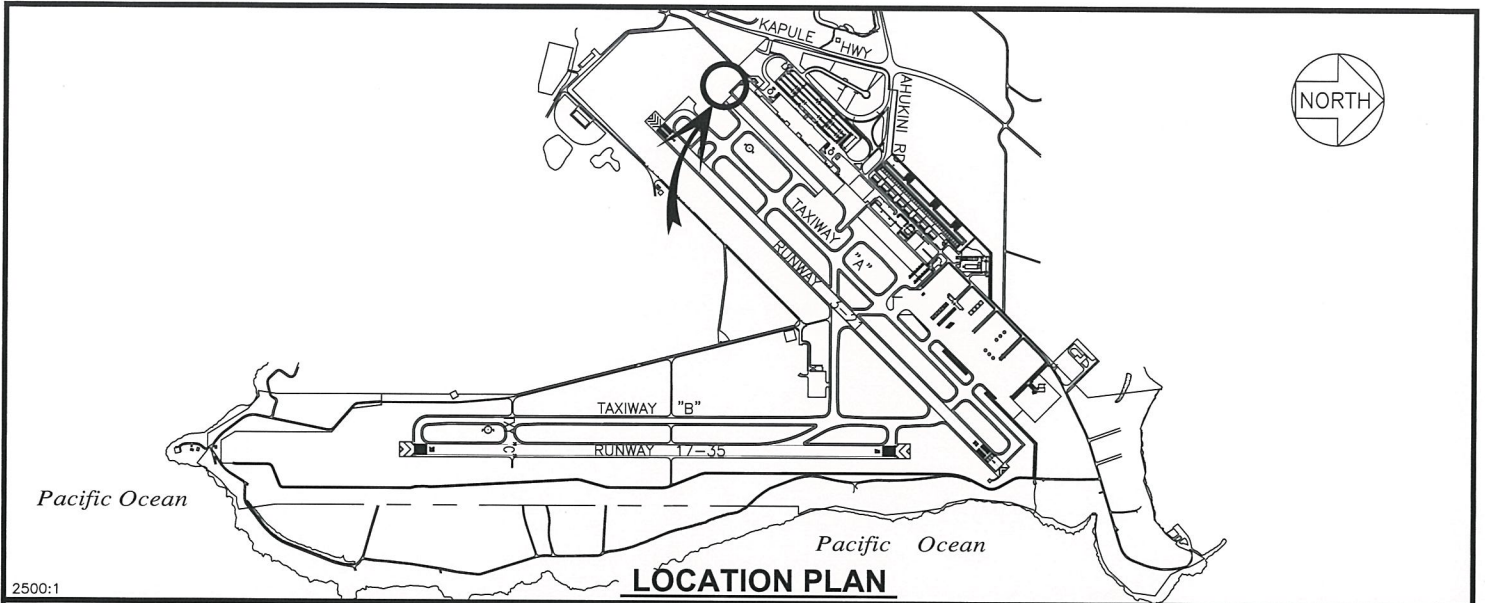 KAPULE HWY
AHUKINI RD
NORTH
TAXIWAY "A"
RUNWAY
TAXIWAY "B"
RUNWAY 17-35
"C"
Pacific Ocean
Pacific Ocean
LOCATION PLAN
2500:1